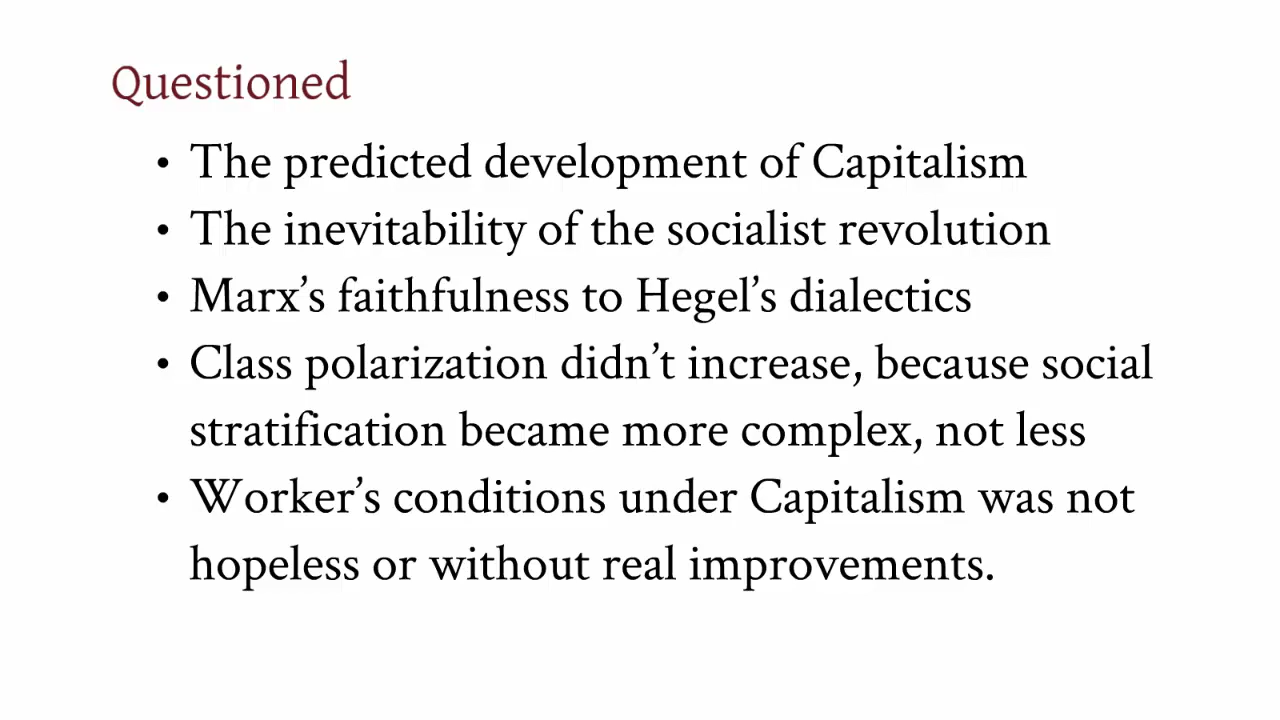 Questioned
• The predicted development of Capitalism
• The inevitability of the socialist revolution
• Marx’s faithfulness to Hegel’s dialectics
• Class polarization didn’t increase, because social
stratification became more complex, not less
• Worker’s conditions under Capitalism was not
hopeless or without real improvements.